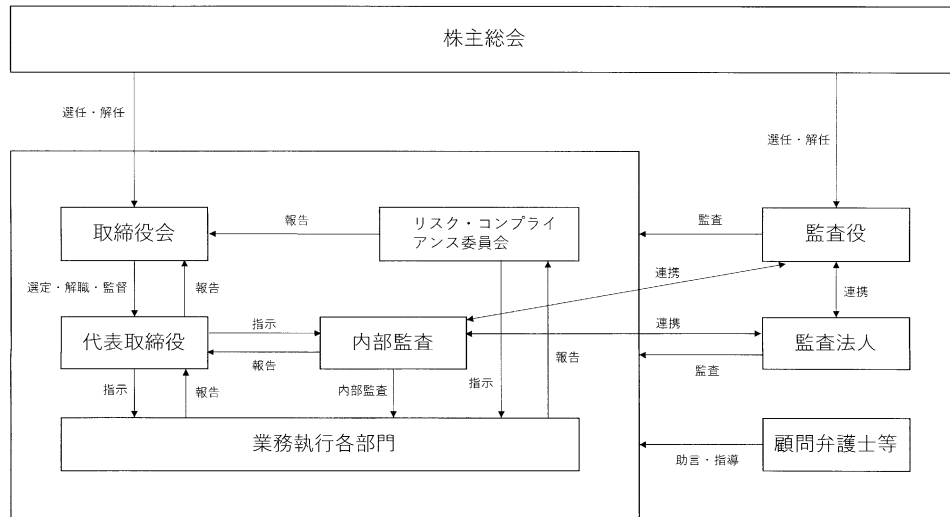 株主総会
選任・解任
選任・解任
取締役会
報告
リスク・コンプライ
アンス委員会
監査
監査役
選定・解職・監督
報告
連携
連携
代表取締役
指示
報告
内部監査
連携
監査
監査法人
指示
報告
内部監査
指示
報告
業務執行各部門
助言・指導
顧問弁護士等